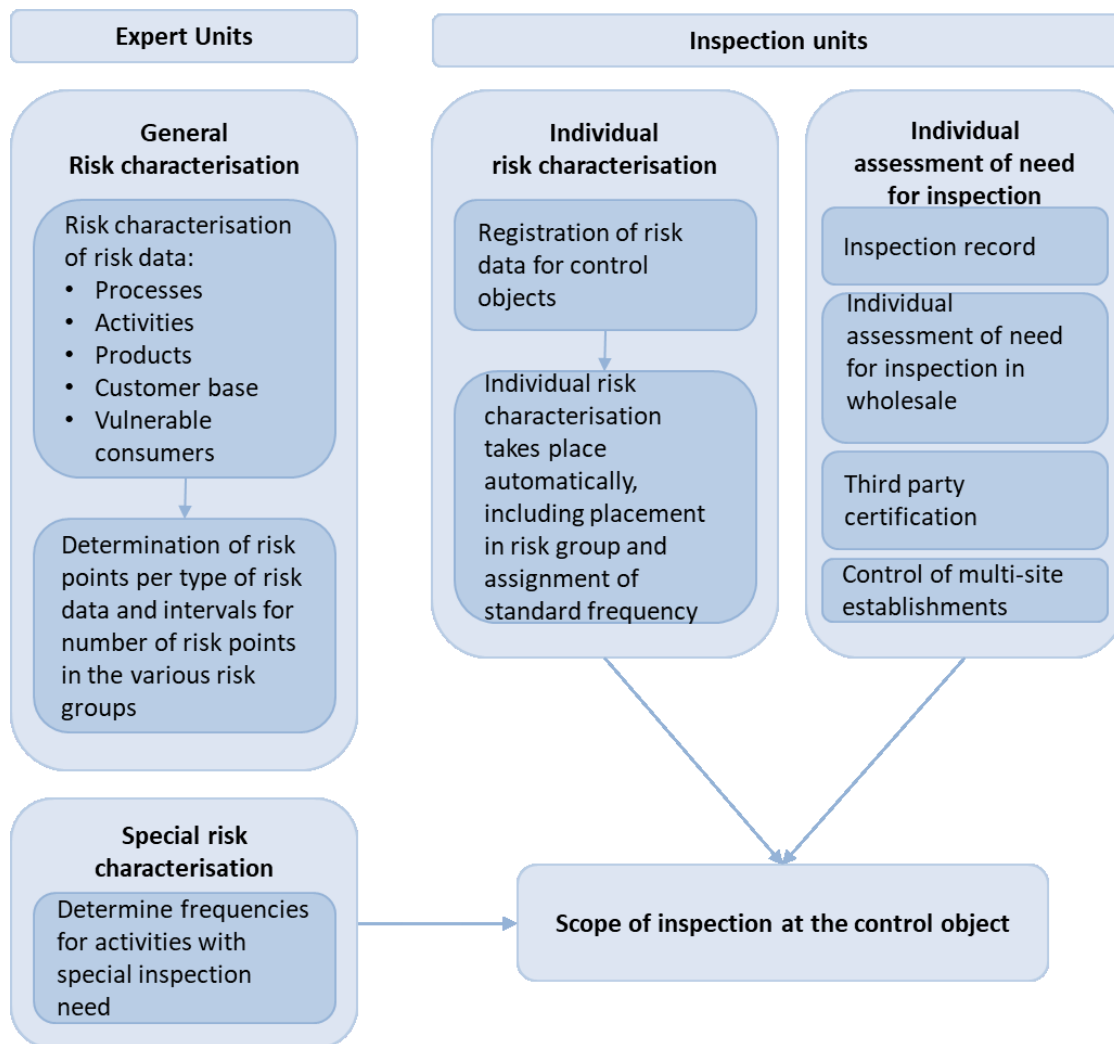 Expert Units
Inspection units
General
Risk characterisation
Risk characterisation
of risk data:
• Processes
• Activities
• Products
• Customer base
• Vulnerable
consumers
Determination of risk
points per type of risk
data and intervals for
number of risk points
in the various risk
groups
Individual
risk characterisation
Registration of risk
data for control
objects
Individual risk
characterisation
takes place
automatically,
including placement
in risk group and
assignment of
standard frequency
Individual
assessment of need
for inspection
Inspection record
Individual
assessment of need
for inspection in
wholesale
Third party
certification
Control of multi-site
establishments
Special risk
characterisation
Determine frequencies
for activities with
special inspection
need
Scope of inspection at the control object